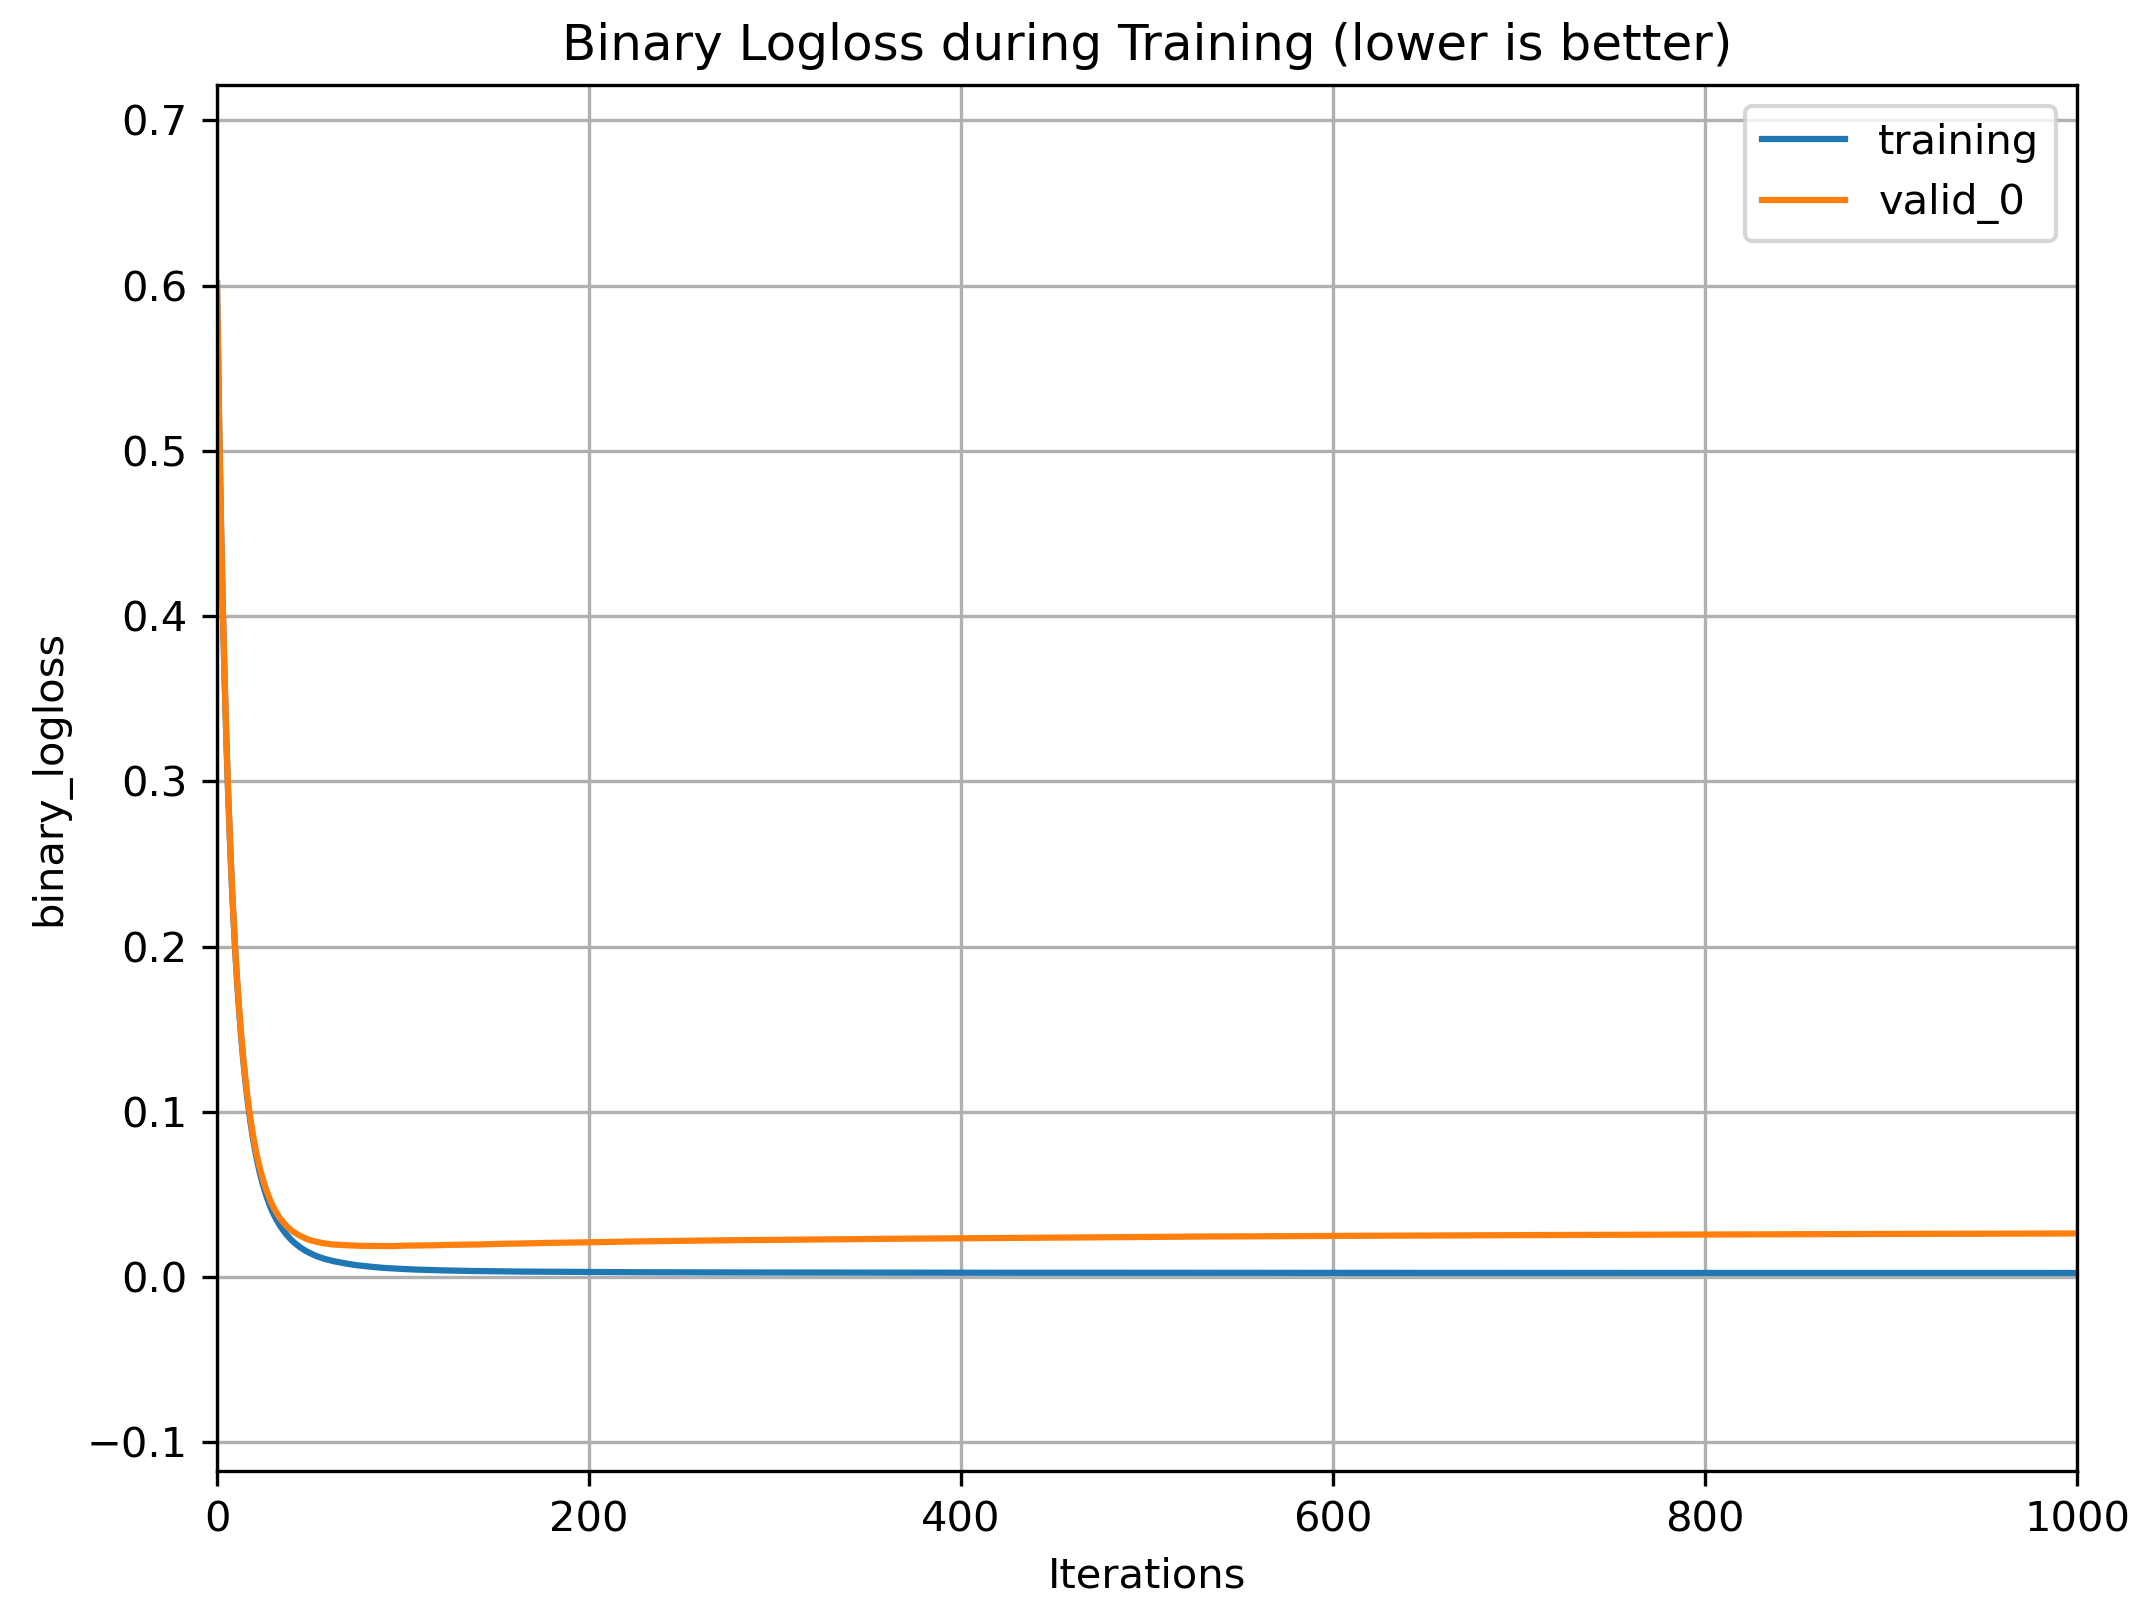 Binary Logloss during Training (lower is better)
training
valid_0
binary_logloss
0.7
0.6
0.5
0.4
0.3
0.2
0.1
0.0
−0.1
0 200 400 600 800 1000
Iterations